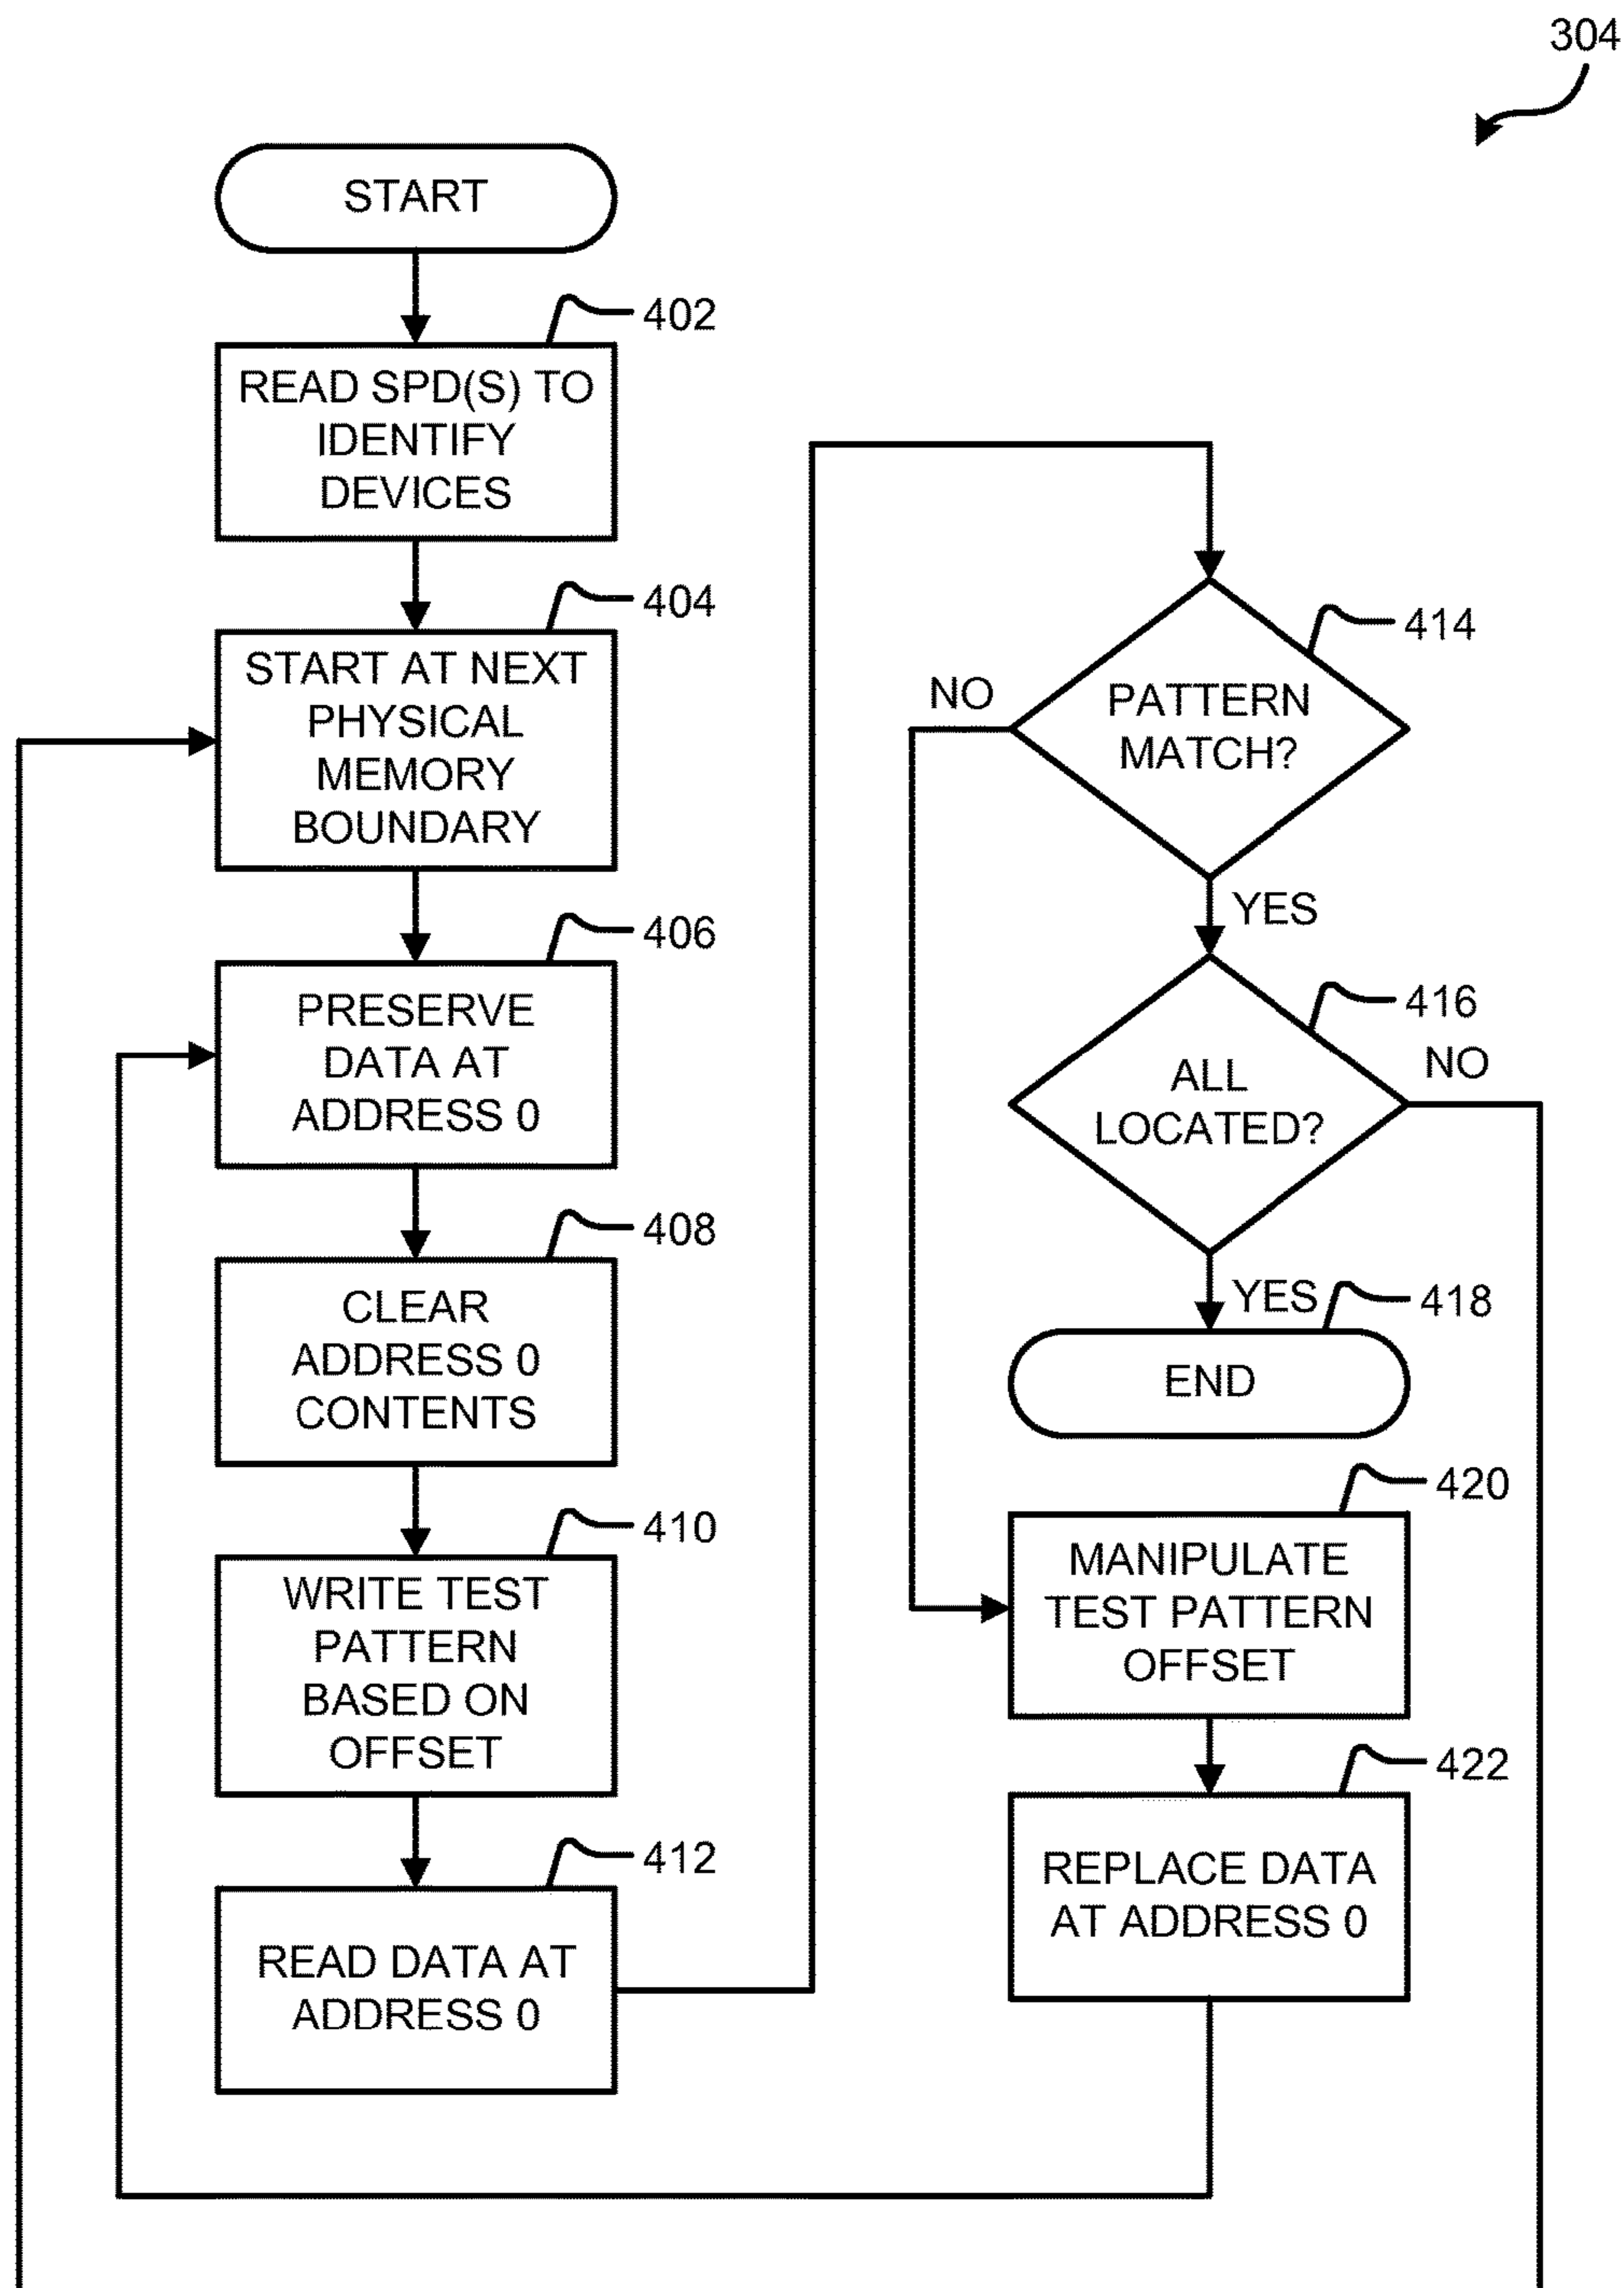 304
START
402
READ SPD(S) TO
IDENTIFY
DEVICES
404
START AT NEXT
PHYSICAL
MEMORY
BOUNDARY
406
PRESERVE
DATA AT
ADDRESS 0
408
CLEAR
ADDRESS 0
CONTENTS
410
WRITE TEST
PATTERN
BASED ON
OFFSET
412
READ DATA AT
ADDRESS 0
414
PATTERN
MATCH?
NO
YES
416
ALL
LOCATED?
NO
YES
418
END
420
MANIPULATE
TEST PATTERN
OFFSET
422
REPLACE DATA
AT ADDRESS 0